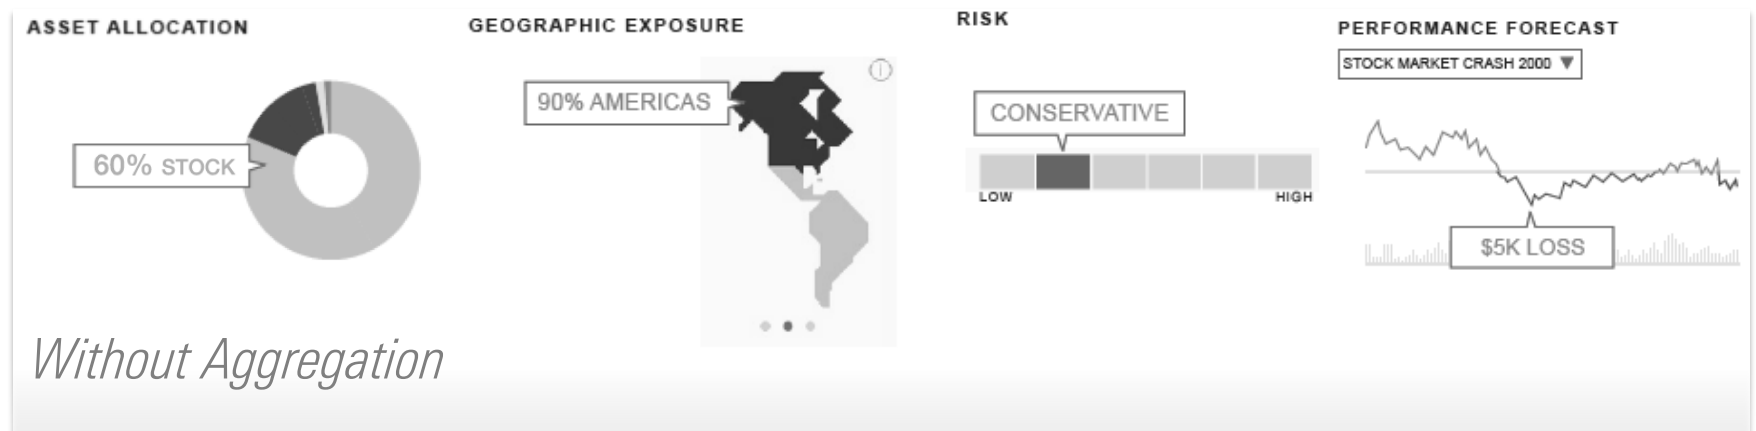 ASSET ALLOCATION
60% STOCK
GEOGRAPHIC EXPOSURE
90% AMERICAS
RISK
CONSERVATIVE
LOW HIGH
PERFORMANCE FORECAST
STOCK MARKET CRASH 2000
$5K LOSS
Without Aggregation